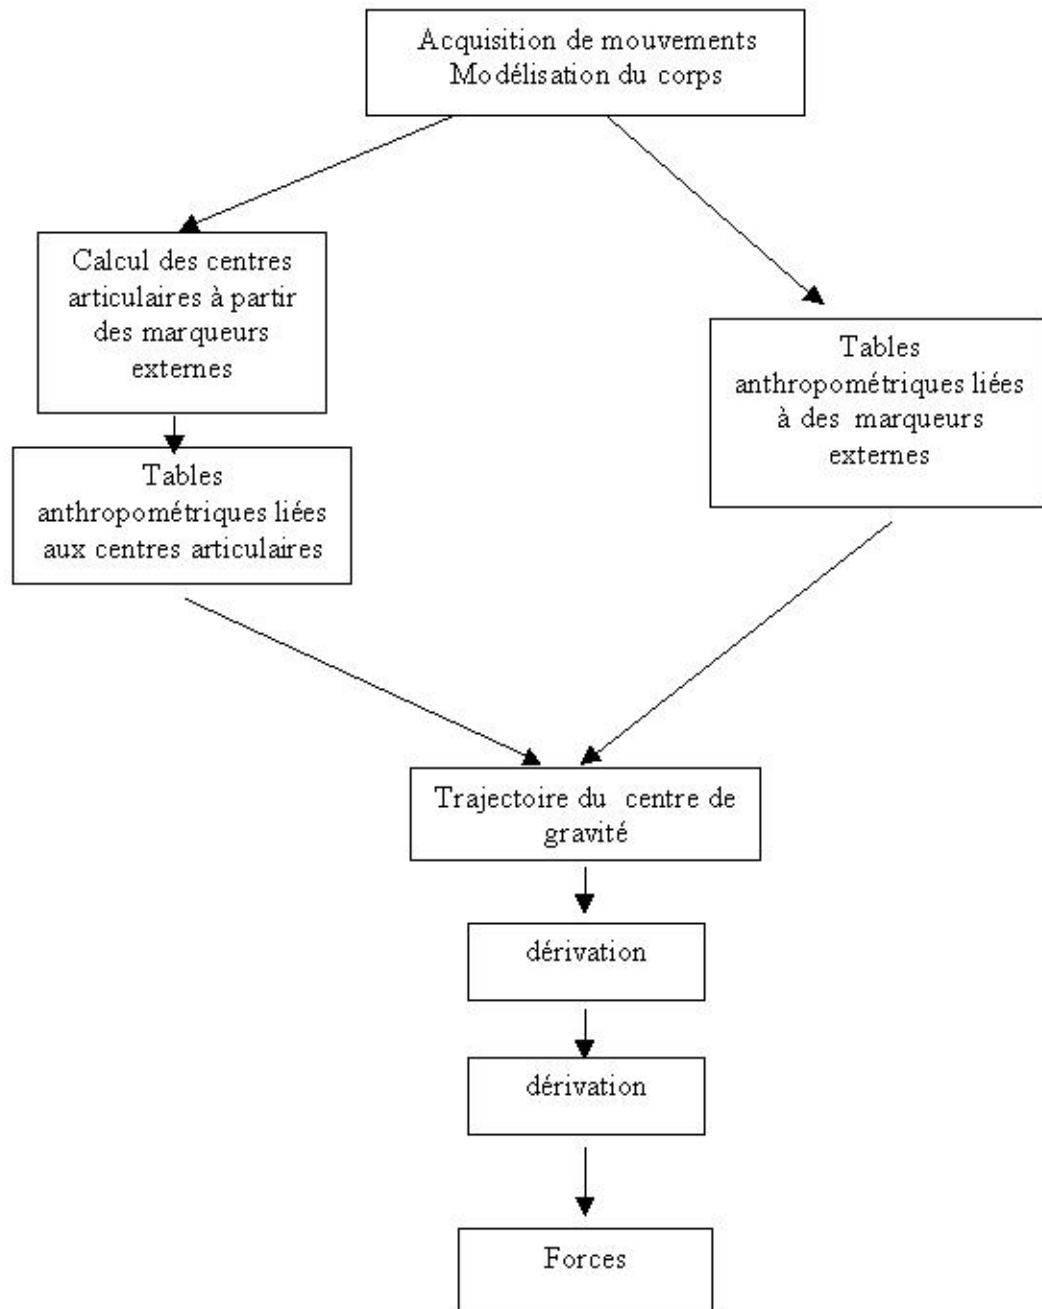 Acquisition de mouvements
Modélisation du corps
Calcul des centres
articulaires à partir
des marqueurs
externes
Tables
anthropométriques liées
à des marqueurs
externes
Tables
anthropométriques liées
aux centres articulaires
Trajectoire du centre de
gravité
dérivation
dérivation
Forces